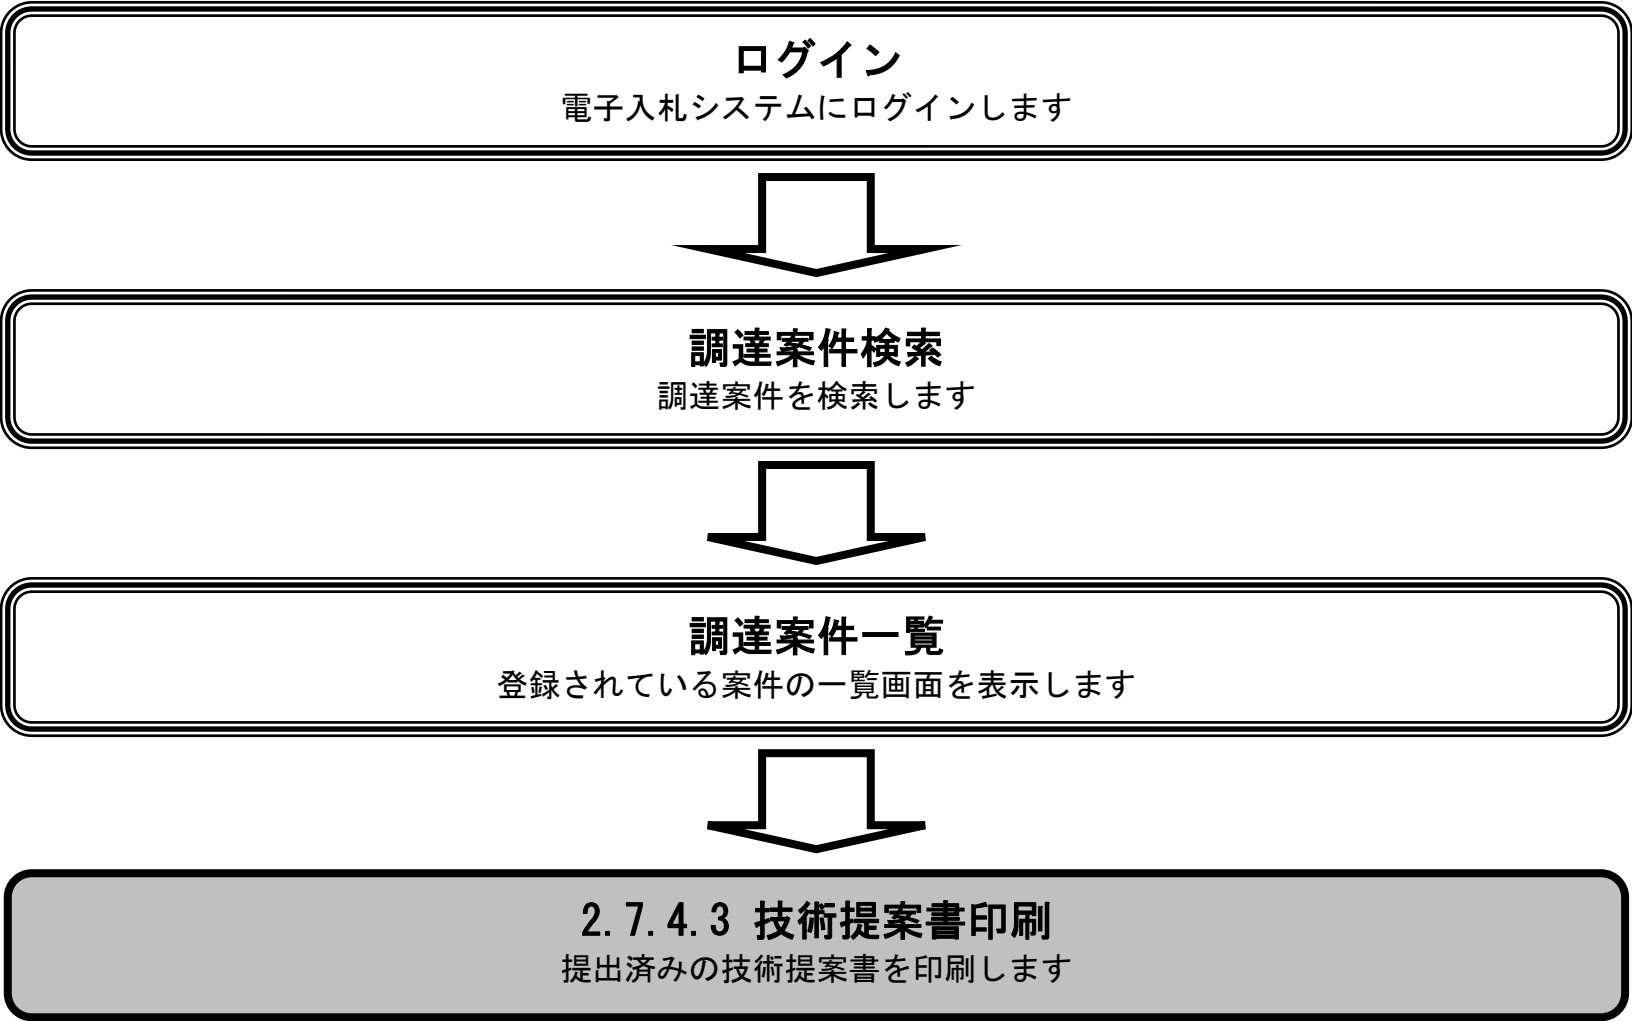 ログイン
電子入札システムにログインします
調達案件検索
調達案件を検索します
調達案件一覧
登録されている案件の一覧画面を表示します
2.7.4.3 技術提案書印刷
提出済みの技術提案書を印刷します